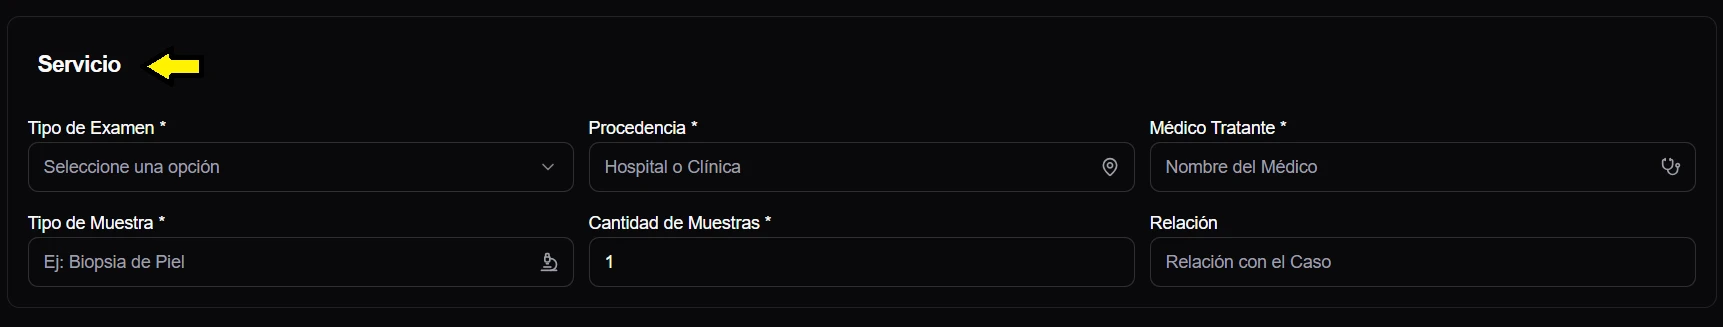 Servicio
Tipo de Examen *
Procedencia *
Médico Tratante *
Seleccione una opción
Hospital o Clínica
Nombre del Médico
Tipo de Muestra *
Cantidad de Muestras *
Relación
Ej: Biopsia de Piel
1
Relación con el Caso